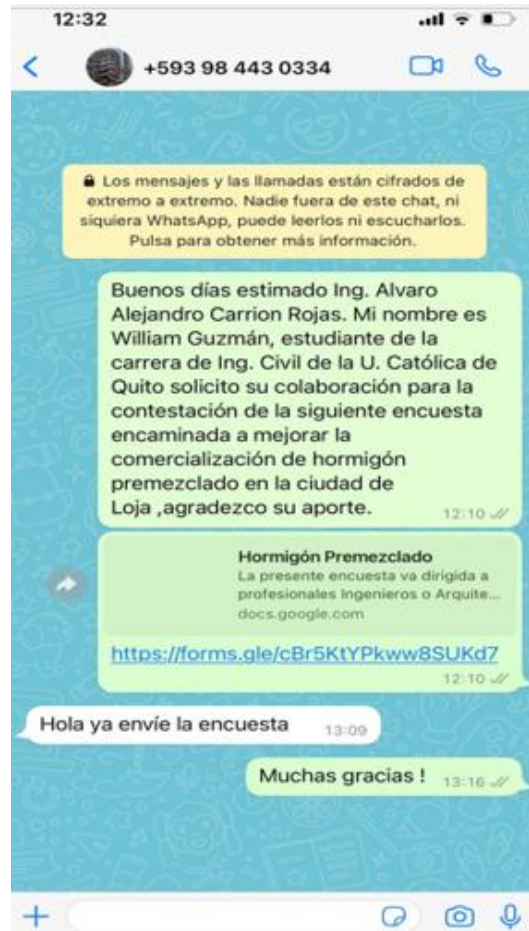 12:32
+593 98 443 0334
Los mensajes y las llamadas están cifrados de
extremo a extremo. Nadie fuera de este chat, ni
siquiera WhatsApp, puede leerlos ni escucharlos.
Pulsa para obtener más información.
Buenos días estimado Ing. Alvaro
Alejandro Carrion Rojas. Mi nombre es
William Guzmán, estudiante de la
carrera de Ing. Civil de la U. Católica de
Quito solicito su colaboración para la
contestación de la siguiente encuesta
encaminada a mejorar la
comercialización de hormigón
premezclado en la ciudad de
Loja ,agradezco su aporte.
12:10
Hormigón Premezclado
La presente encuesta va dirigida a
profesionales Ingenieros o Arquite...
docs.google.com
https://forms.gle/cBr5KtYPkww8SUKd7
12:10
Hola ya envíe la encuesta
13:09
Muchas gracias !
13:16